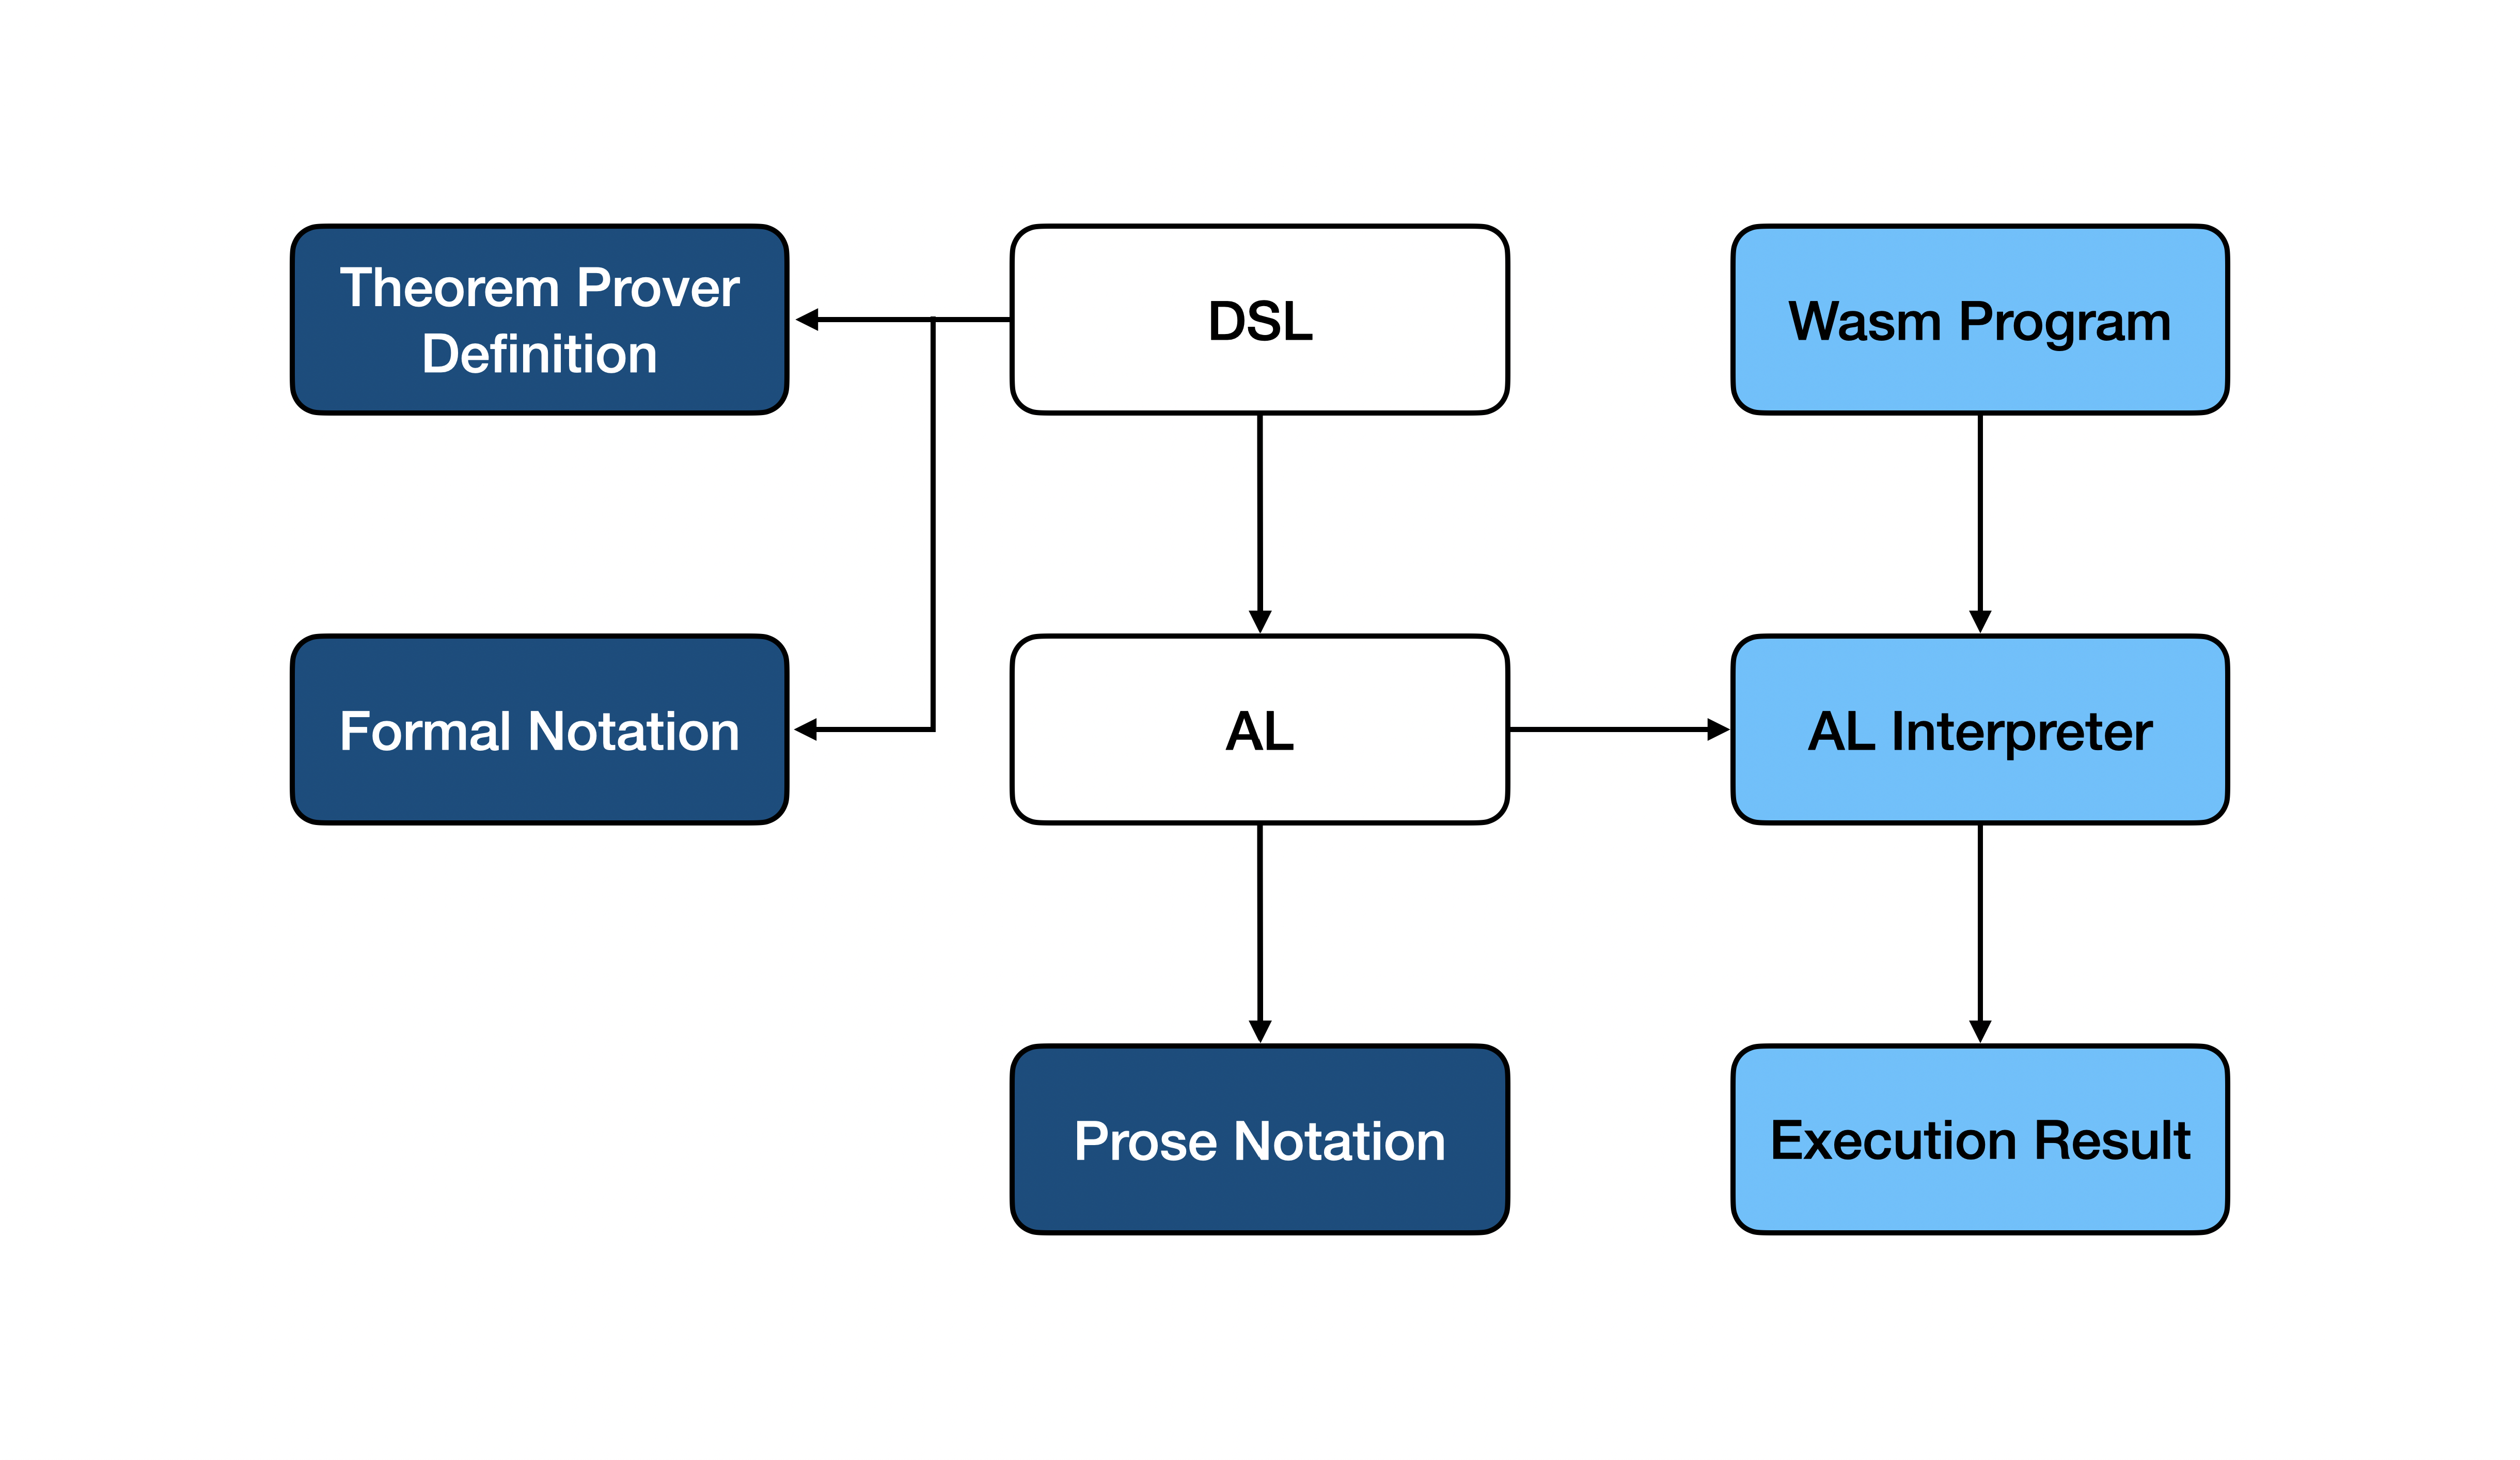 Theorem Prover
Definition
DSL
Wasm Program
Formal Notation
AL
AL Interpreter
Prose Notation
Execution Result